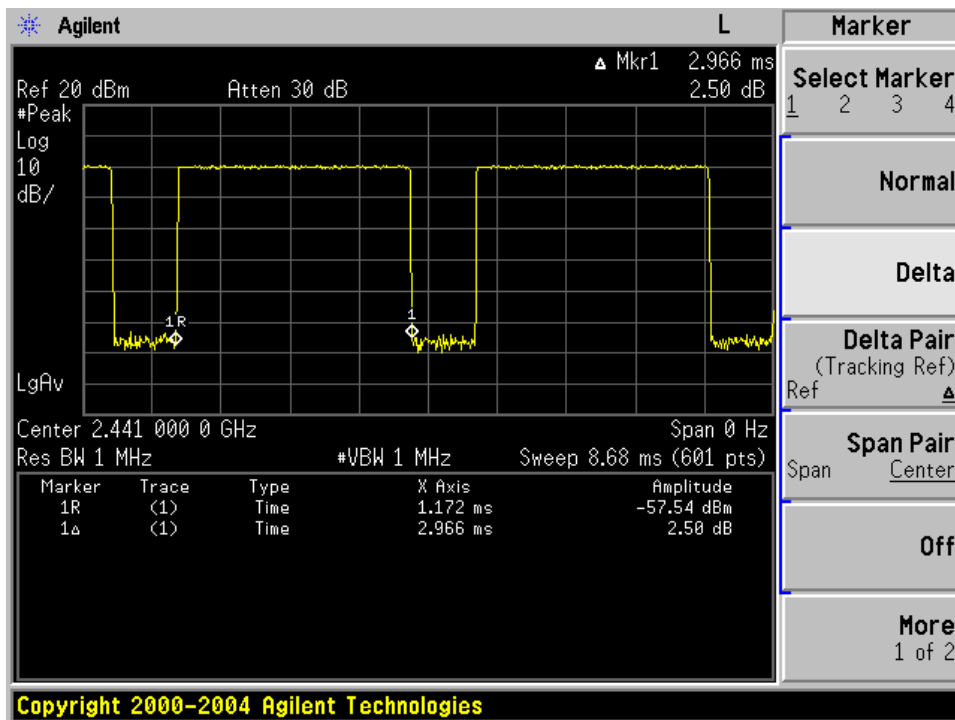 Agilent
L
Δ Mkr1 2.966 ms
Ref 20 dBm Atten 30 dB 2.50 dB
#Peak
Log
10
dB/
1R
1
LgAv
Center 2.441 000 0 GHz Span 0 Hz
Res BW 1 MHz #VBW 1 MHz Sweep 8.68 ms (601 pts)
Marker Trace Type X Axis Amplitude
1R (1) Time 1.172 ms -57.54 dBm
1Δ (1) Time 2.966 ms 2.50 dB
Marker
Select Marker
1 2 3 4
Normal
Delta
Delta Pair
(Tracking Ref)
Ref Δ
Span Pair
Span Center
Off
More
1 of 2
Copyright 2000-2004 Agilent Technologies